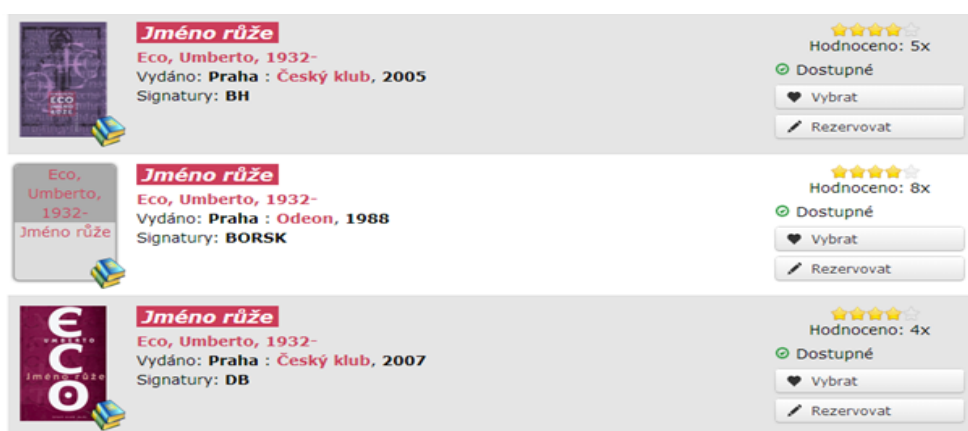 Jméno růže
Eco, Umberto, 1932-
Vydáno: Praha : Český klub, 2005
Signatury: BH
ECO
Hodnoceno: 5x
Dostupné
Vybrat
Rezervovat
Eco,
Umberto,
1932-
Jméno růže
Jméno růže
Eco, Umberto, 1932-
Vydáno: Praha : Odeon, 1988
Signatury: BORSK
Hodnoceno: 8x
Dostupné
Vybrat
Rezervovat
ECO
umberto
Jméno růže
Jméno růže
Eco, Umberto, 1932-
Vydáno: Praha : Český klub, 2007
Signatury: DB
Hodnoceno: 4x
Dostupné
Vybrat
Rezervovat